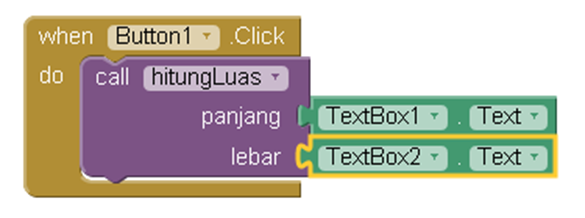 when Button1 .Click
do call hitungLuas
panjang TextBox1 . Text
lebar TextBox2 . Text